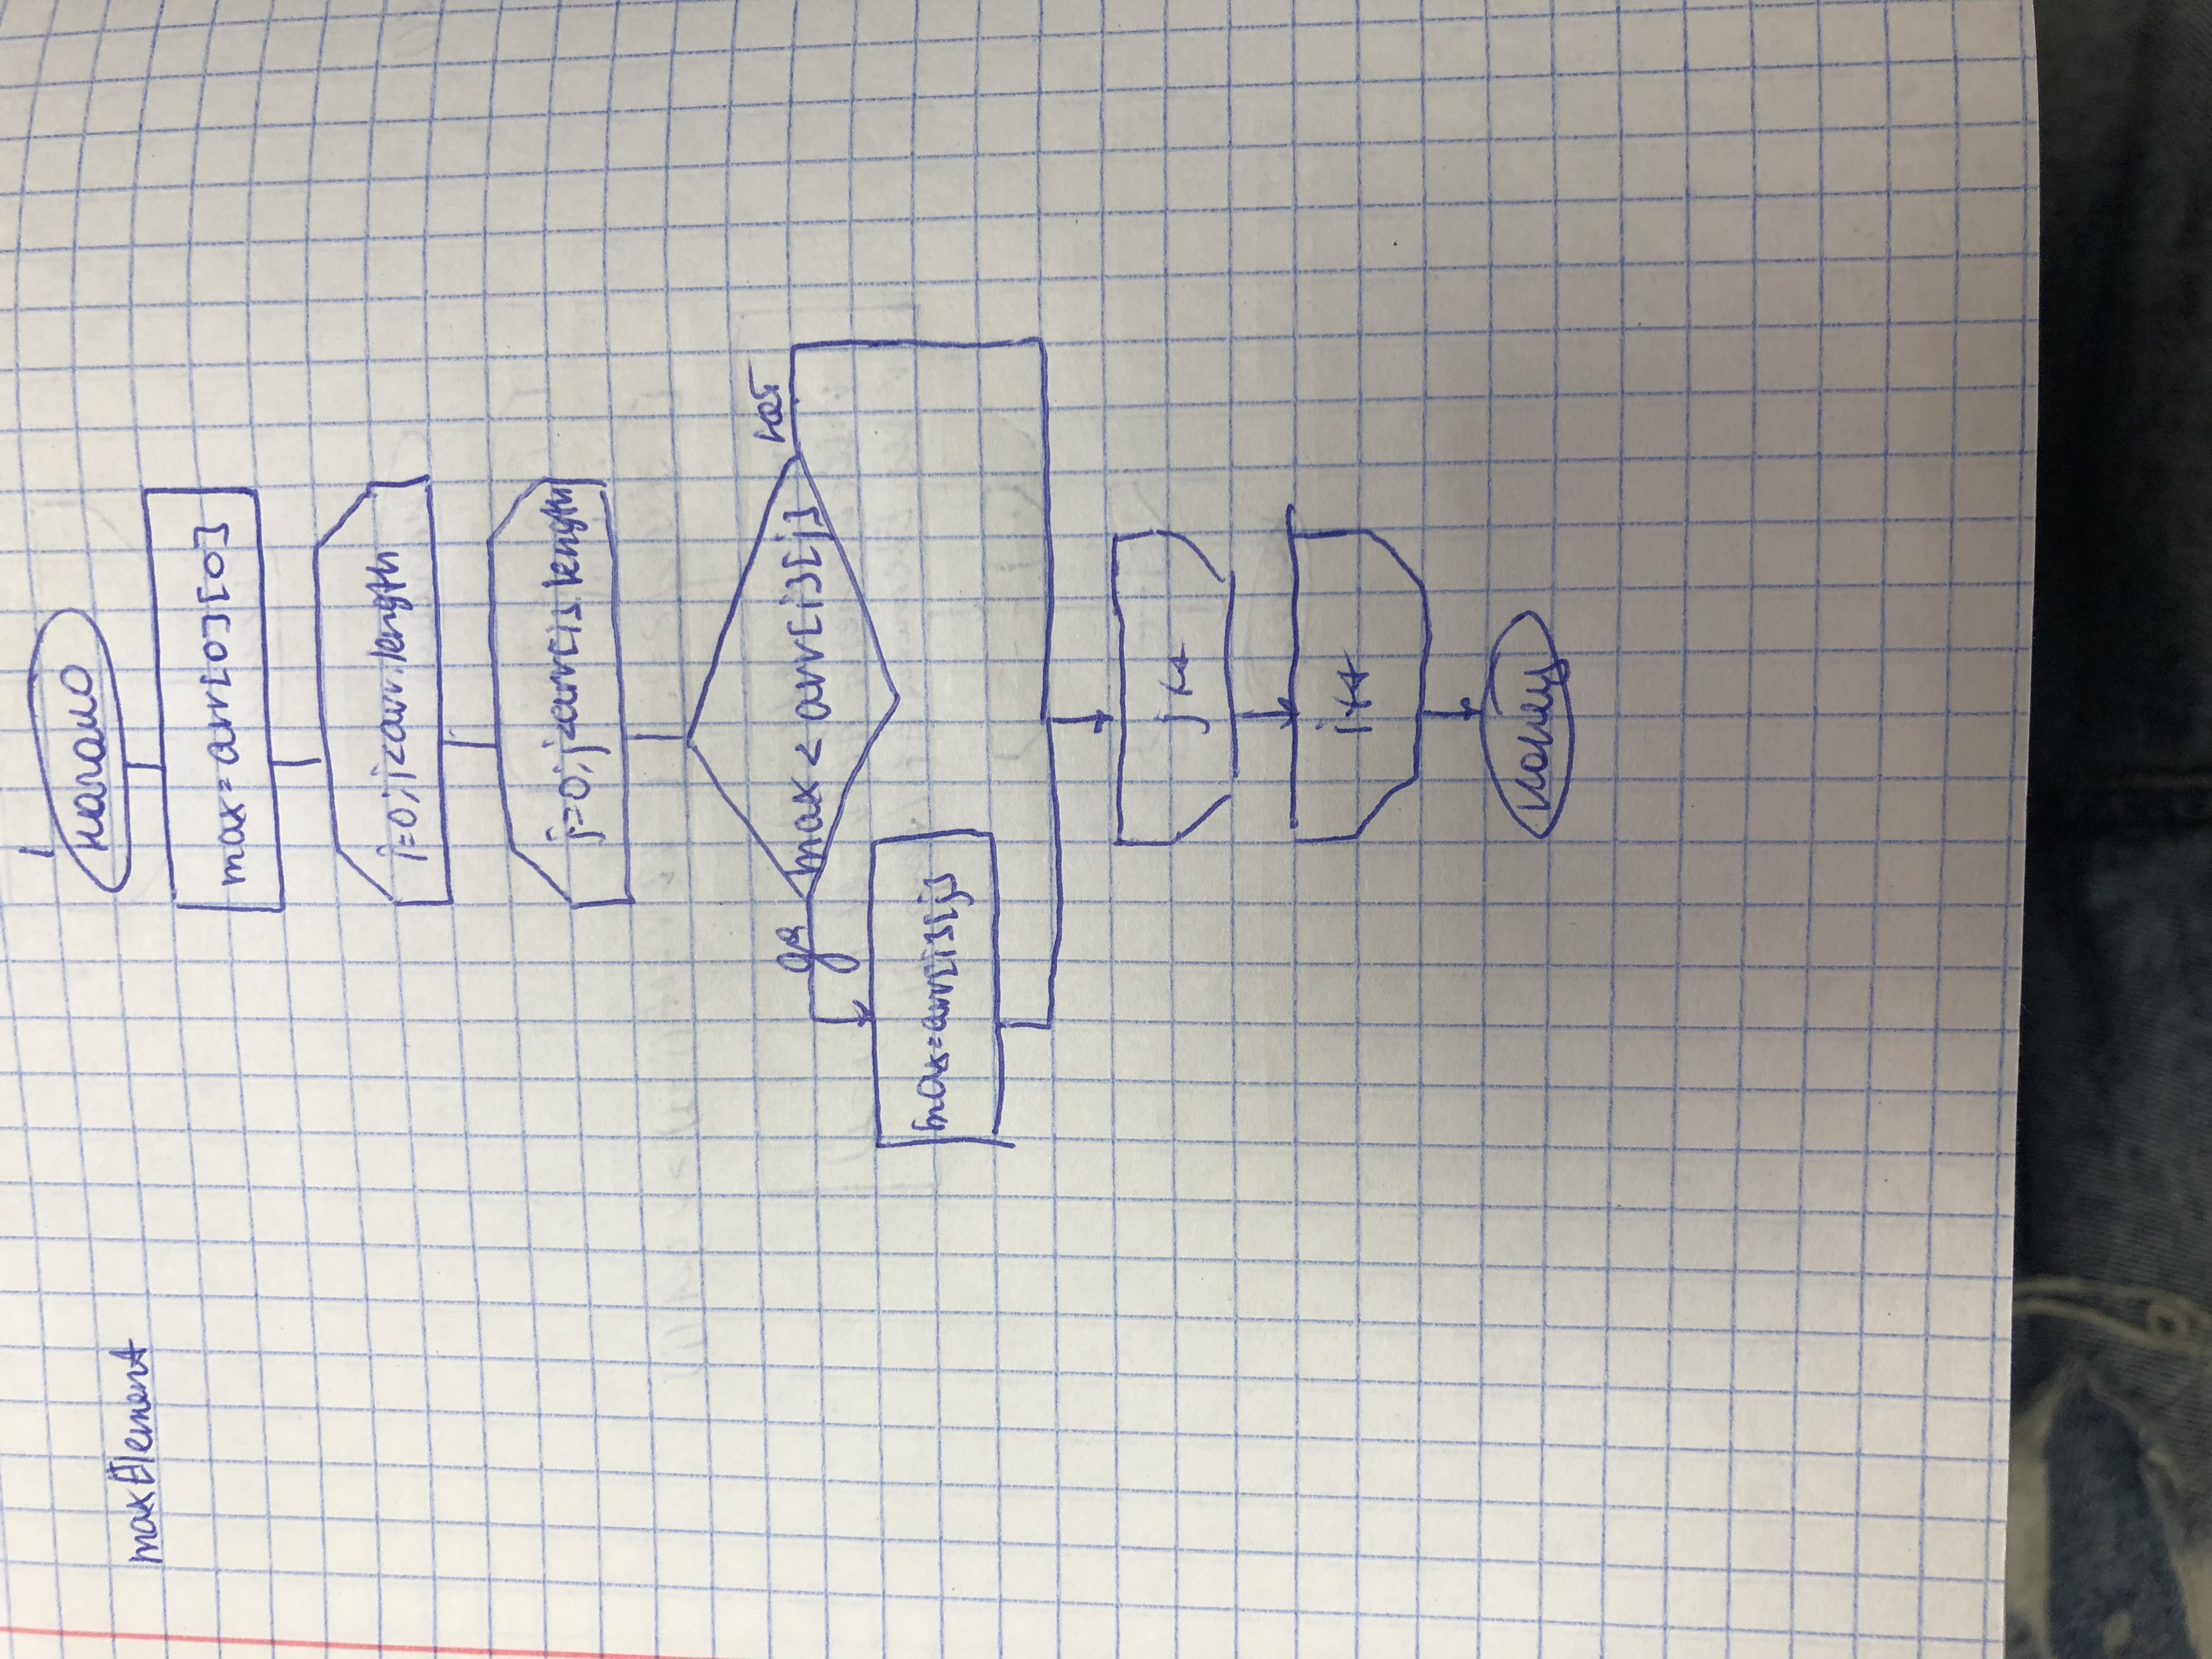 maxElement
начало
max=arr[0][0]
i=0; i<arr.length
j=0; j<arr[i].length
max < arr[i][j]
да
нет
max=arr[i][j]
j++
i++
конец